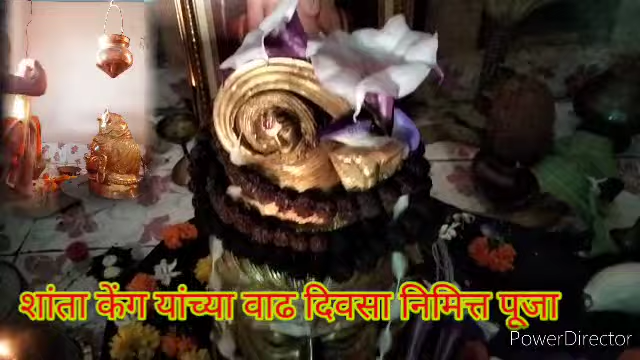 शांता केंग यांच्या वाढ दिवसा निमित्त पूजा
PowerDirector